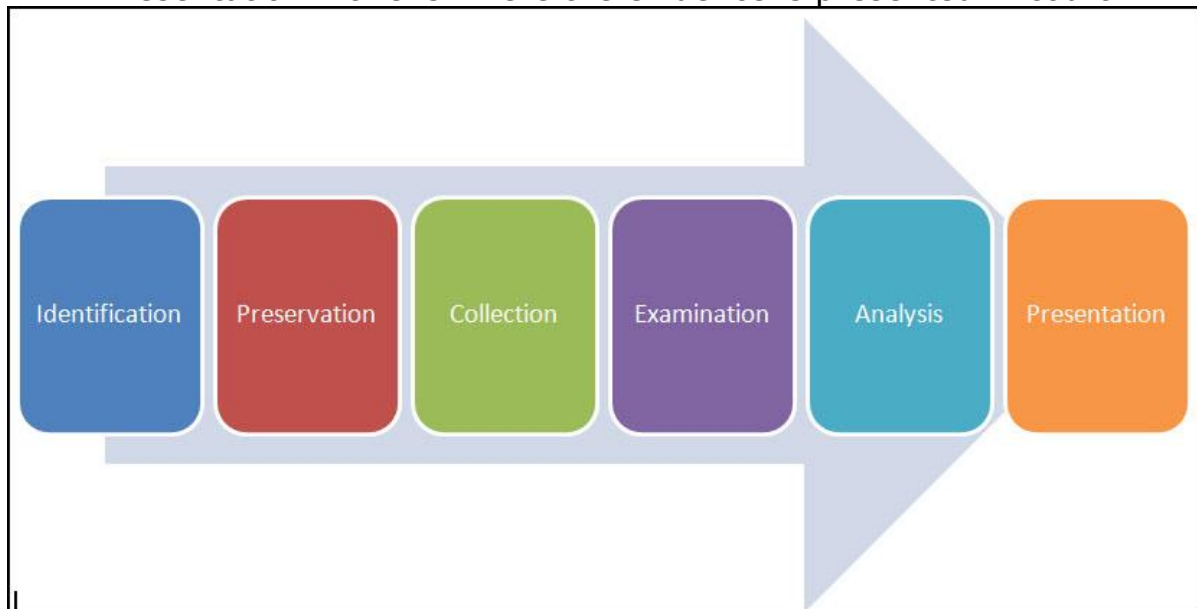 Identification
Preservation
Collection
Examination
Analysis
Presentation